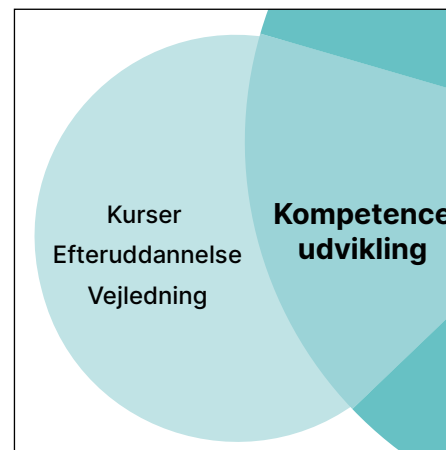 Kurser
Efteruddannelse
Vejledning
Kompetence
udvikling